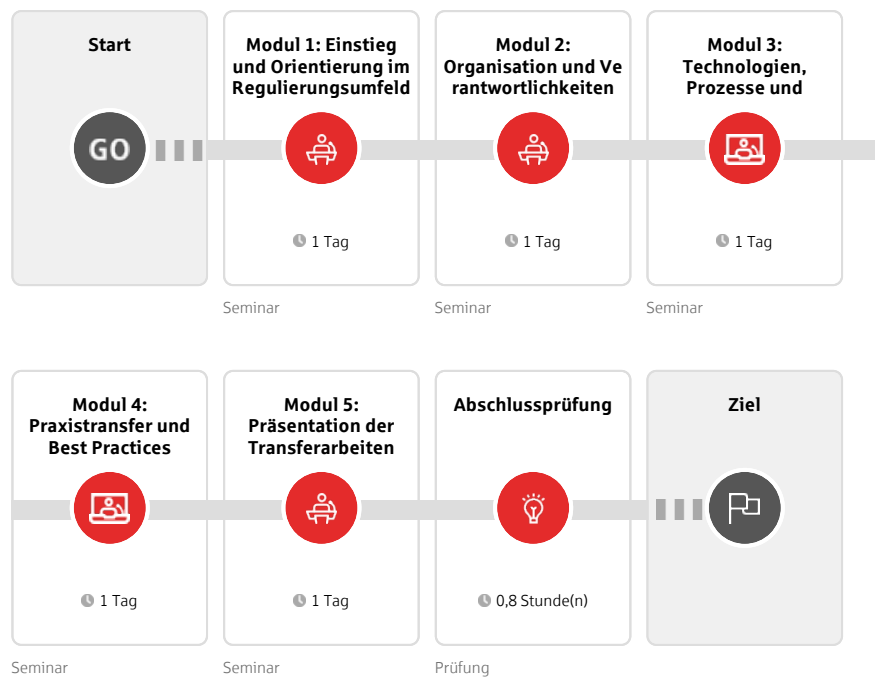 Start
GO
Modul 1: Einstieg
und Orientierung im
Regulierungsumfeld
1 Tag
Seminar
Modul 2:
Organisation und Ve
rantwortlichkeiten
1 Tag
Seminar
Modul 3:
Technologien,
Prozesse und
1 Tag
Seminar
Modul 4:
Praxistransfer und
Best Practices
1 Tag
Seminar
Modul 5:
Präsentation der
Transferarbeiten
1 Tag
Seminar
Abschlussprüfung
0,8 Stunde(n)
Prüfung
Ziel